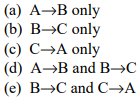 (a) A→B only
(b) B→C only
(c) C→A only
(d) A→B and B→C
(e) B→C and C→A